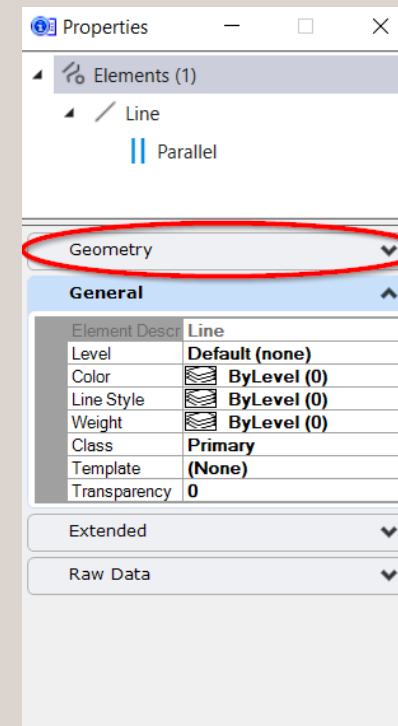 Properties
Elements (1)
Line
Parallel
Geometry
General
Element Descr Line
Level Default (none)
Color ByLevel (0)
Line Style ByLevel (0)
Weight ByLevel (0)
Class Primary
Template (None)
Transparency 0
Extended
Raw Data